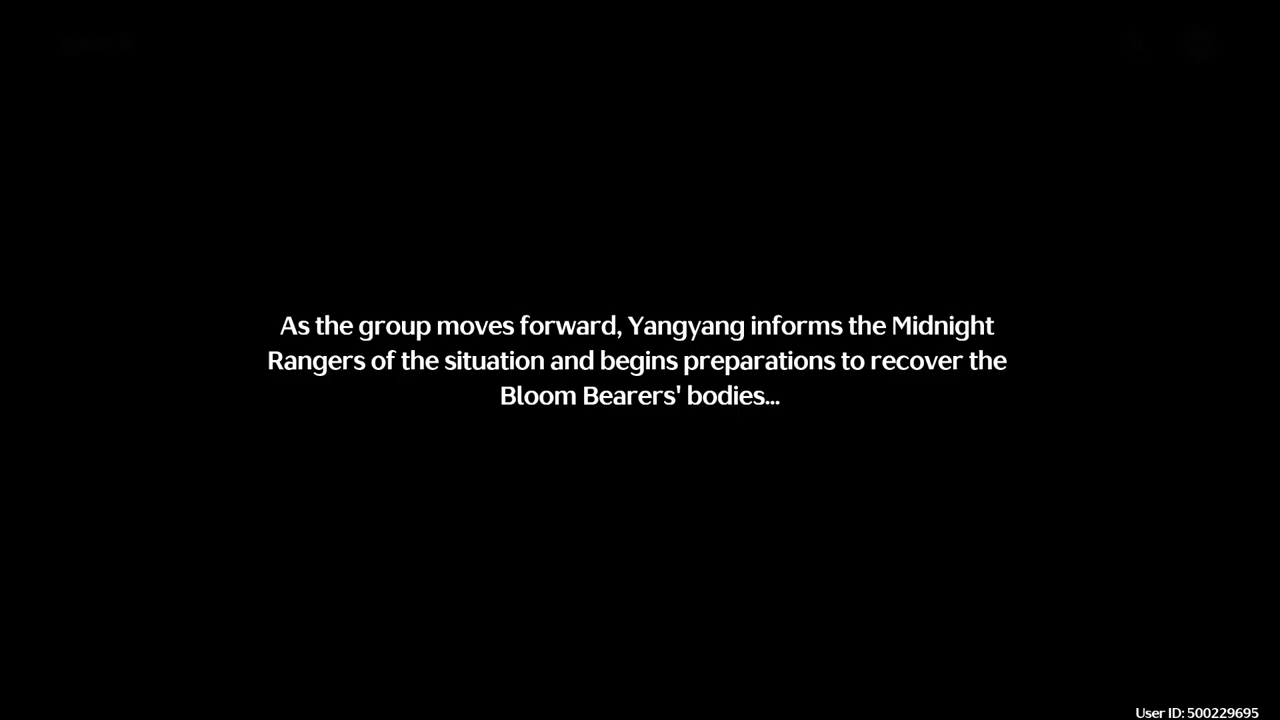 As the group moves forward, Yangyang informs the Midnight
Rangers of the situation and begins preparations to recover the
Bloom Bearers' bodies...
User ID: 500229695